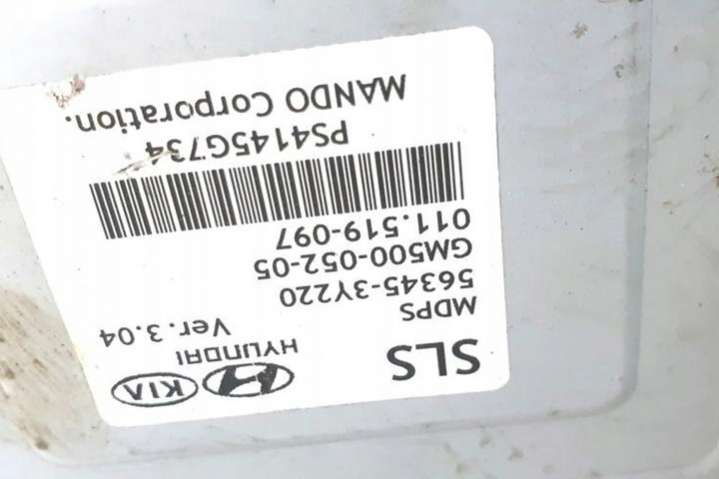 SLS HYUNDAI KIA
MDPS Ver.3.04
56345-3Y220
GM500-052-05
011.519-097
PS4145G734
MANDO Corporation.